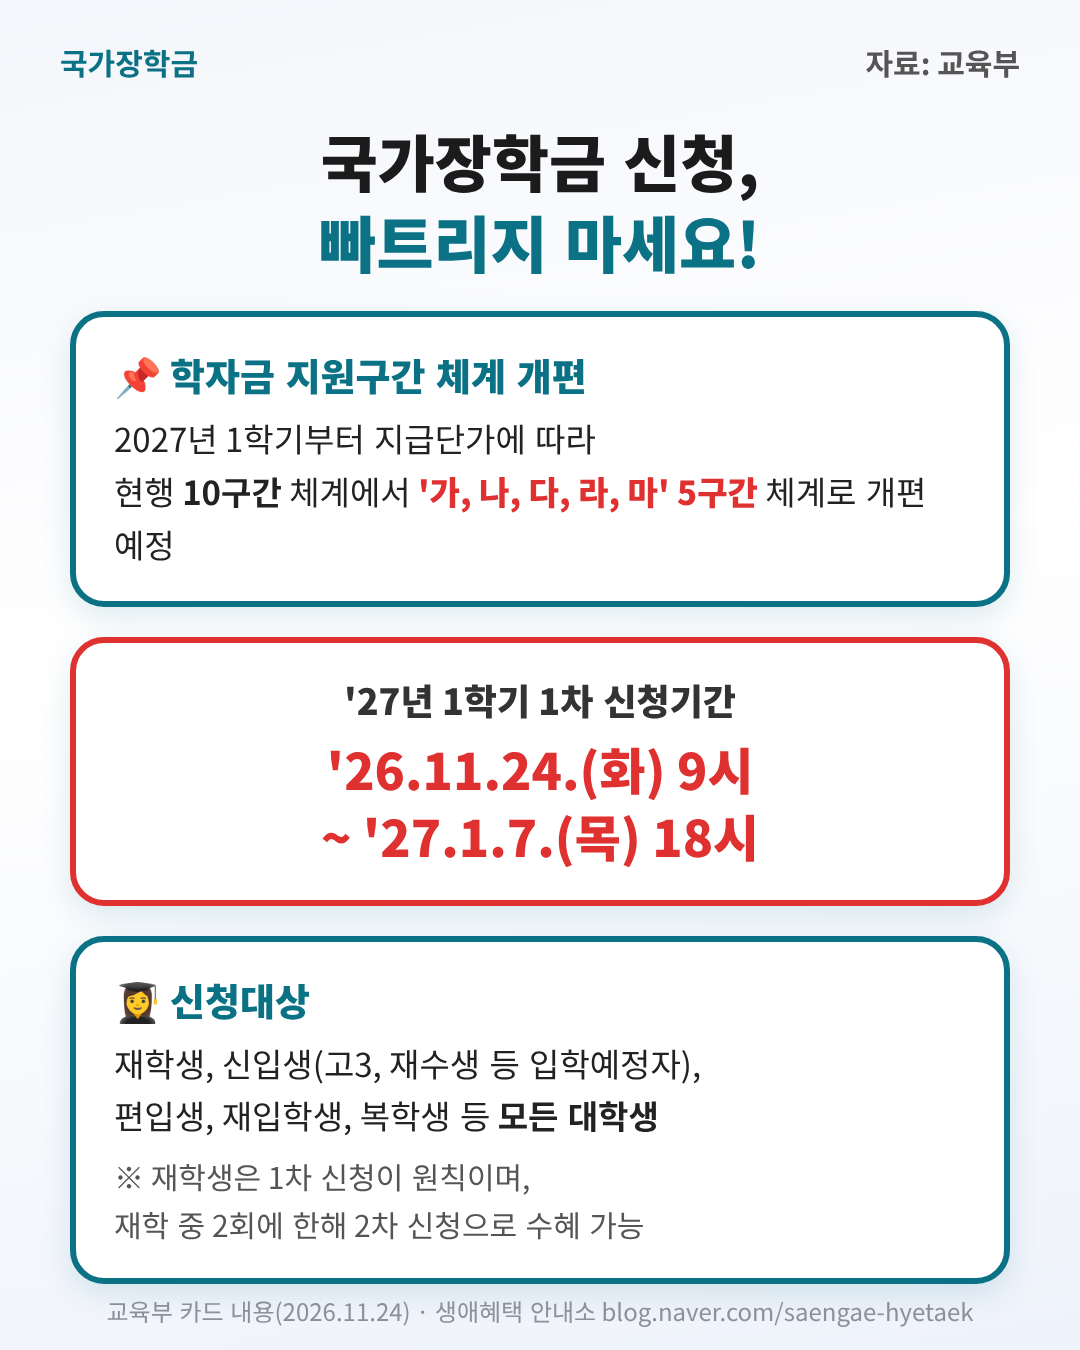 국가장학금
자료: 교육부
국가장학금 신청,
빠트리지 마세요!
학자금 지원구간 체계 개편
2027년 1학기부터 지급단가에 따라
현행 10구간 체계에서 '가, 나, 다, 라, 마' 5구간 체계로 개편
예정
'27년 1학기 1차 신청기간
'26.11.24.(화) 9시
~ '27.1.7.(목) 18시
신청대상
재학생, 신입생(고3, 재수생 등 입학예정자),
편입생, 재입학생, 복학생 등 모든 대학생
※ 재학생은 1차 신청이 원칙이며,
재학 중 2회에 한해 2차 신청으로 수혜 가능
교육부 카드 내용(2026.11.24) · 생애혜택 안내소 blog.naver.com/saengae-hyetaek